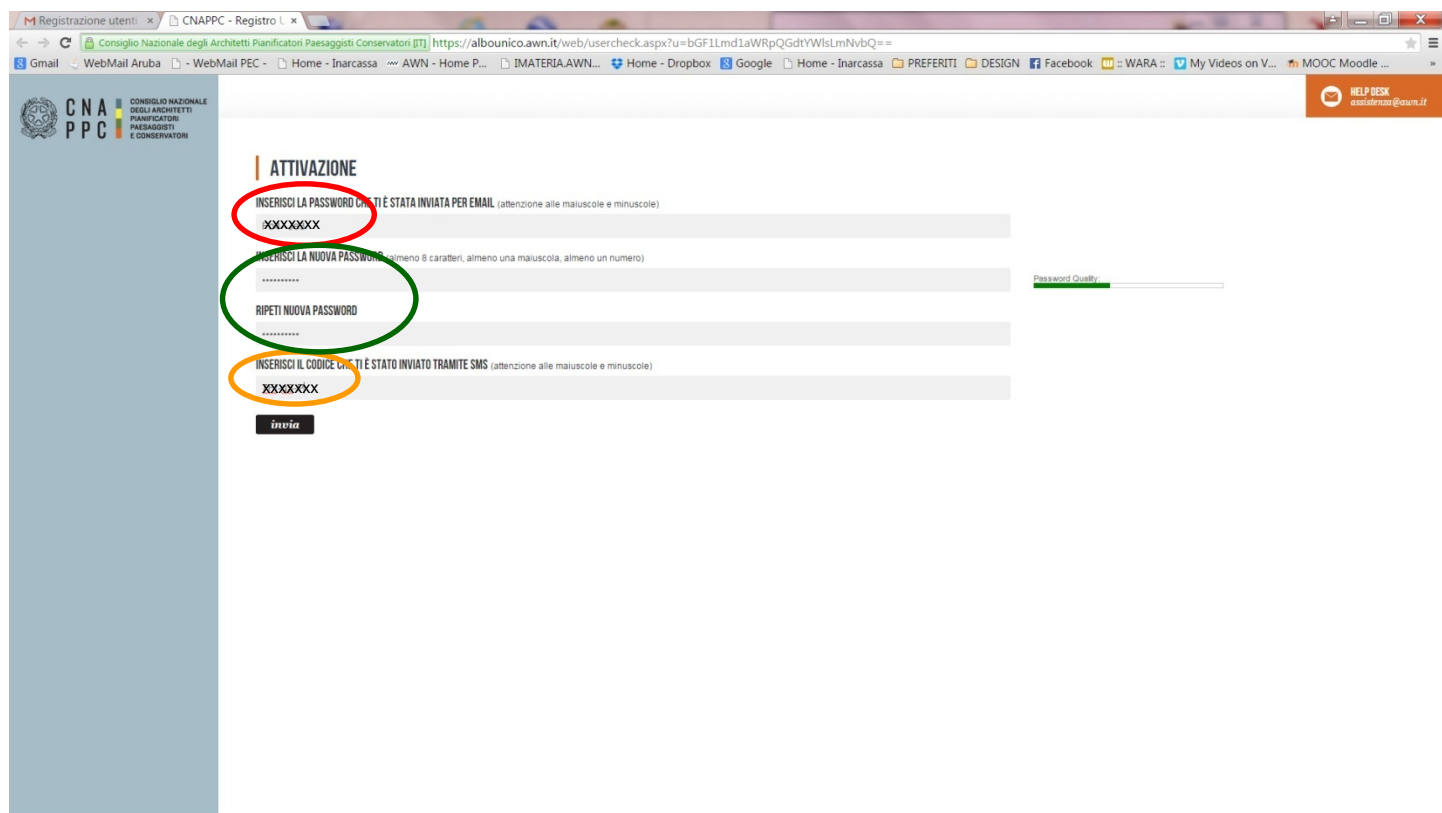 Registrazione utenti
CNAPPC - Registro U
Consiglio Nazionale degli Architetti Pianificatori Paesaggisti Conservatori [IT] https://albounico.awn.it/web/usercheck.aspx?u=bGF1Lmd1aWRpQGdtYWlsLmNvbQ==
Gmail WebMail Aruba - WebMail PEC - Home - Inarcassa AWN - Home P... IMATERIA.AWN... Home - Dropbox Google Home - Inarcassa PREFERITI DESIGN Facebook :: WARA :: My Videos on V... MOOC Moodle ... »
HELP DESK
assistenza@awn.it
CNA
PPC
CONSIGLIO NAZIONALE
DEGLI ARCHITETTI
PIANIFICATORI
PAESAGGISTI
E CONSERVATORI
ATTIVAZIONE
INSERISCI LA PASSWORD CHE TI È STATA INVIATA PER EMAIL (attenzione alle maiuscole e minuscole)
XXXXXXX
INSERISCI LA NUOVA PASSWORD (almeno 8 caratteri, almeno una maiuscola, almeno un numero)
••••••••••
Password Quality:
RIPETI NUOVA PASSWORD
••••••••••
INSERISCI IL CODICE CHE TI È STATO INVIATO TRAMITE SMS (attenzione alle maiuscole e minuscole)
XXXXXXX
invia